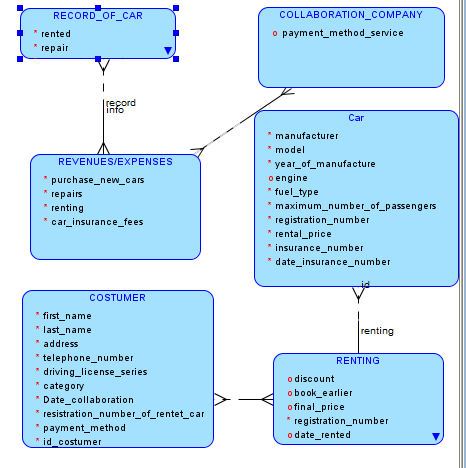 RECORD_OF_CAR
* rented
* repair
COLLABORATION_COMPANY
o payment_method_service
record
info
Car
* manufacturer
* model
* year_of_manufacture
o engine
* fuel_type
* maximum_number_of_passengers
* registration_number
* rental_price
* insurance_number
* date_insurance_number
REVENUES/EXPENSES
* purchase_new_cars
* repairs
* renting
* car_insurance_fees
id
renting
COSTUMER
* first_name
* last_name
* address
* telephone_number
* driving_license_series
* category
* Date_collaboration
* resistration_number_of_rentet_car
* payment_method
* id_costumer
RENTING
o discount
o book_earlier
o final_price
* registration_number
o date_rented